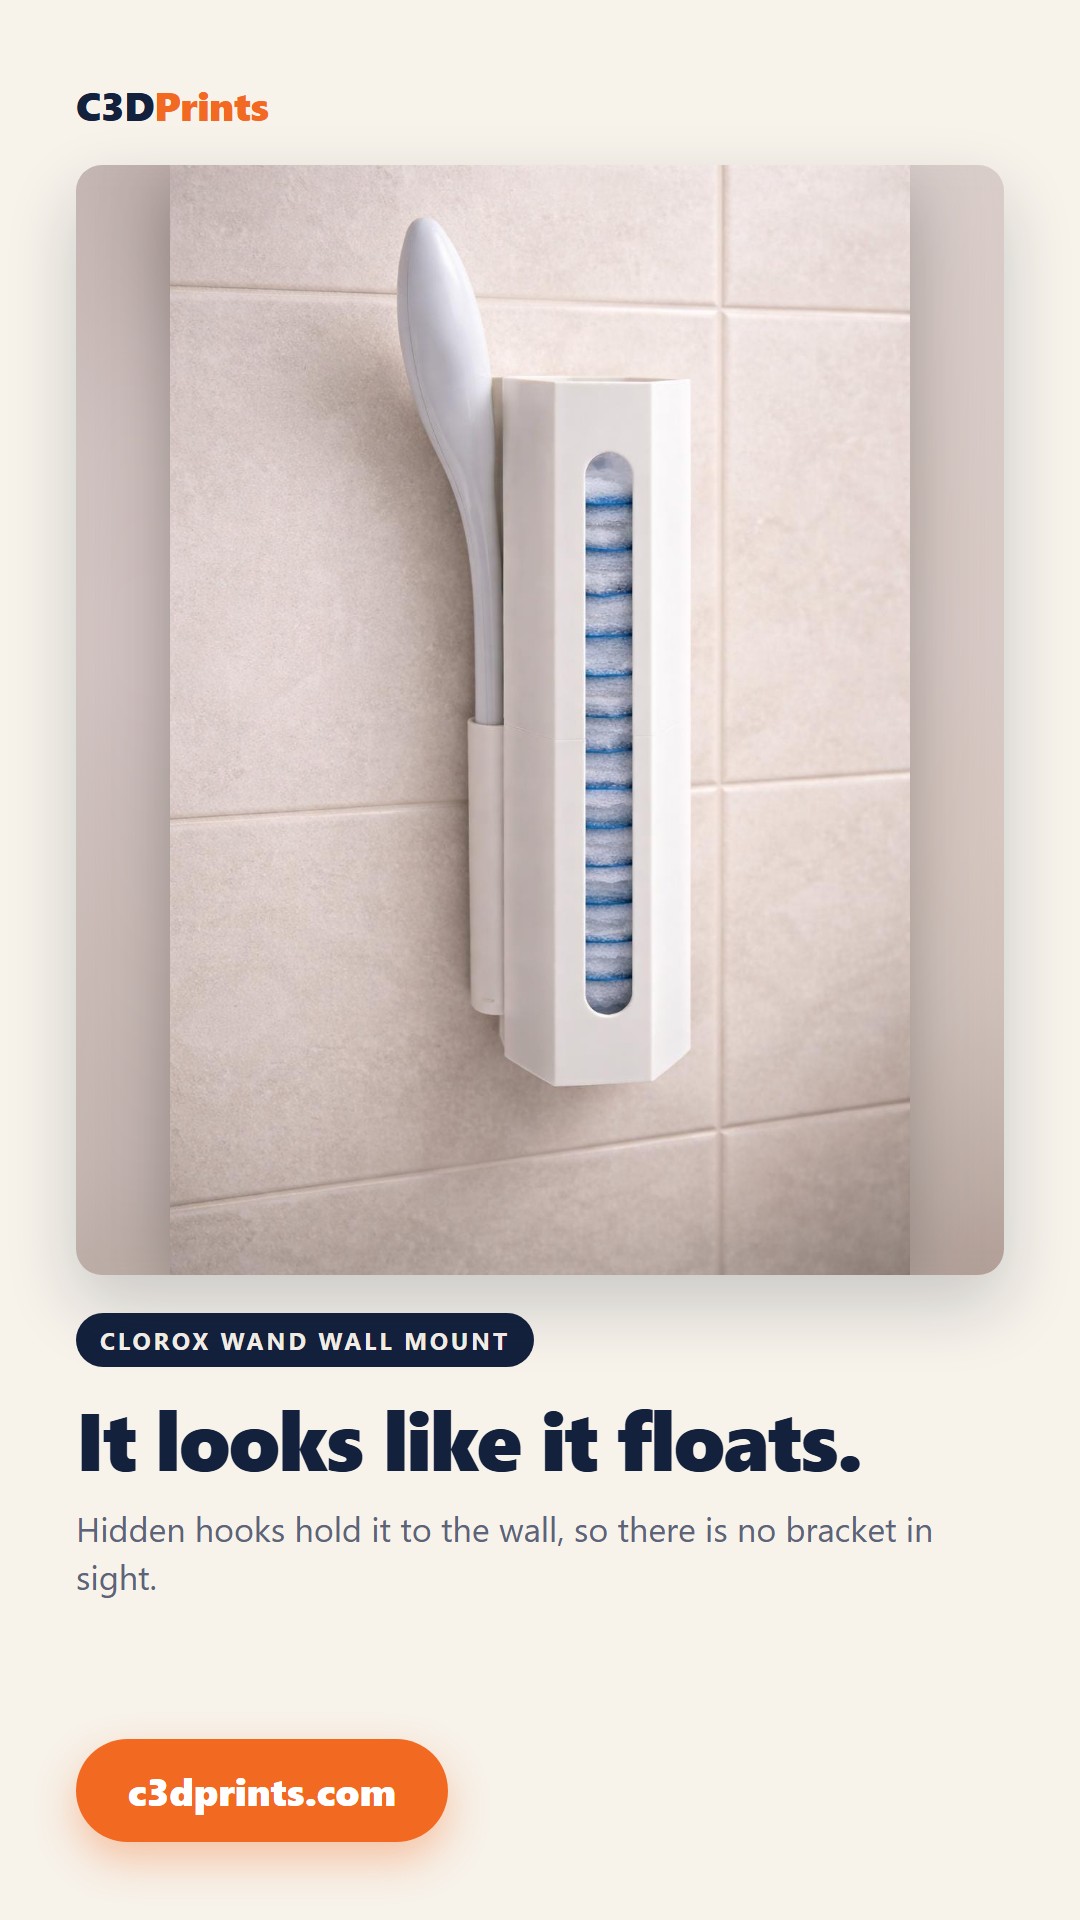 C3DPrints
CLOROX WAND WALL MOUNT
It looks like it floats.
Hidden hooks hold it to the wall, so there is no bracket in
sight.
c3dprints.com